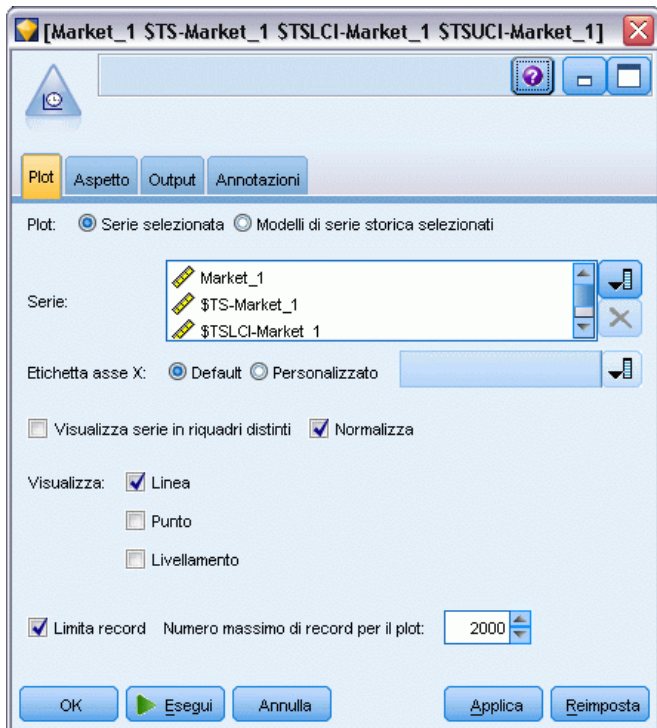 [Market_1 $TS-Market_1 $TSLCI-Market_1 $TSUCI-Market_1]
Plot Aspetto Output Annotazioni
Plot: Serie selezionata Modelli di serie storica selezionati
Serie:
Market_1
$TS-Market_1
$TSLCI-Market_1
Etichetta asse X: Default Personalizzato
Visualizza serie in riquadri distinti Normalizza
Visualizza: Linea
Punto
Livellamento
Limita record Numero massimo di record per il plot: 2000
OK Esegui Annulla Applica Reimposta